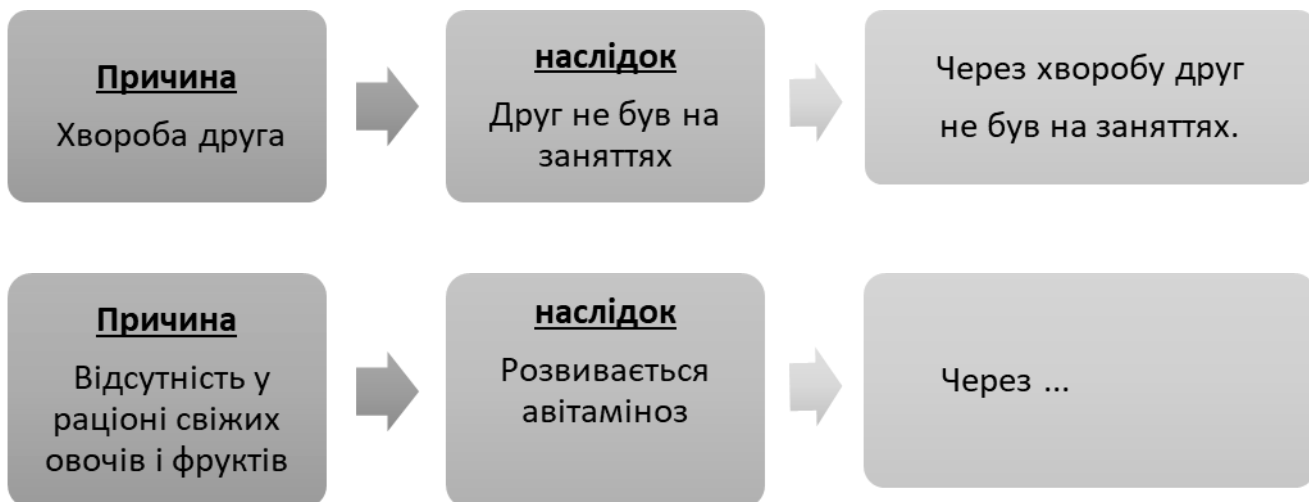 Причина
Хвороба друга
наслідок
Друг не був на
заняттях
Через хворобу друг
не був на заняттях.
Причина
Відсутність у
раціоні свіжих
овочів і фруктів
наслідок
Розвивається
авітаміноз
Через ...